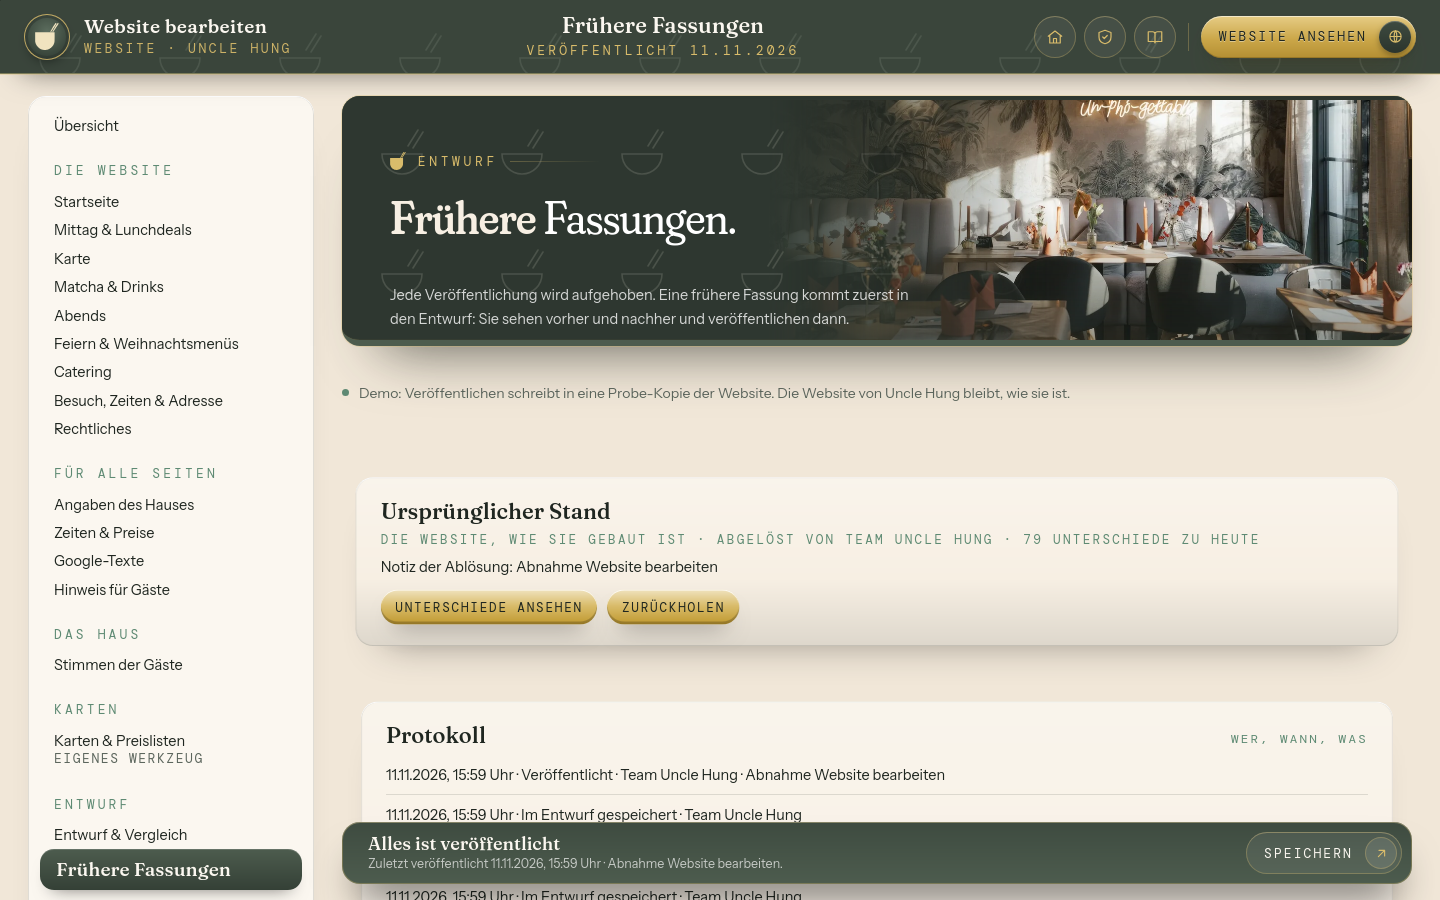 Website bearbeiten
WEBSITE · UNCLE HUNG
Frühere Fassungen
VERÖFFENTLICHT 11.11.2026
WEBSITE ANSEHEN
Übersicht
DIE WEBSITE
Startseite
Mittag & Lunchdeals
Karte
Matcha & Drinks
Abends
Feiern & Weihnachtsmenüs
Catering
Besuch, Zeiten & Adresse
Rechtliches
FÜR ALLE SEITEN
Angaben des Hauses
Zeiten & Preise
Google-Texte
Hinweis für Gäste
DAS HAUS
Stimmen der Gäste
KARTEN
Karten & Preislisten
EIGENES WERKZEUG
ENTWURF
Entwurf & Vergleich
Frühere Fassungen
Un-Phở-gettable
ENTWURF
Frühere Fassungen.
Jede Veröffentlichung wird aufgehoben. Eine frühere Fassung kommt zuerst in
den Entwurf: Sie sehen vorher und nachher und veröffentlichen dann.
Demo: Veröffentlichen schreibt in eine Probe-Kopie der Website. Die Website von Uncle Hung bleibt, wie sie ist.
Ursprünglicher Stand
DIE WEBSITE, WIE SIE GEBAUT IST · ABGELÖST VON TEAM UNCLE HUNG · 79 UNTERSCHIEDE ZU HEUTE
Notiz der Ablösung: Abnahme Website bearbeiten
UNTERSCHIEDE ANSEHEN
ZURÜCKHOLEN
Protokoll
WER, WANN, WAS
11.11.2026, 15:59 Uhr · Veröffentlicht · Team Uncle Hung · Abnahme Website bearbeiten
11.11.2026, 15:59 Uhr · Im Entwurf gespeichert · Team Uncle Hung
Alles ist veröffentlicht
Zuletzt veröffentlicht 11.11.2026, 15:59 Uhr · Abnahme Website bearbeiten.
SPEICHERN
11.11.2026, 15:59 Uhr · Im Entwurf gespeichert · Team Uncle Hung